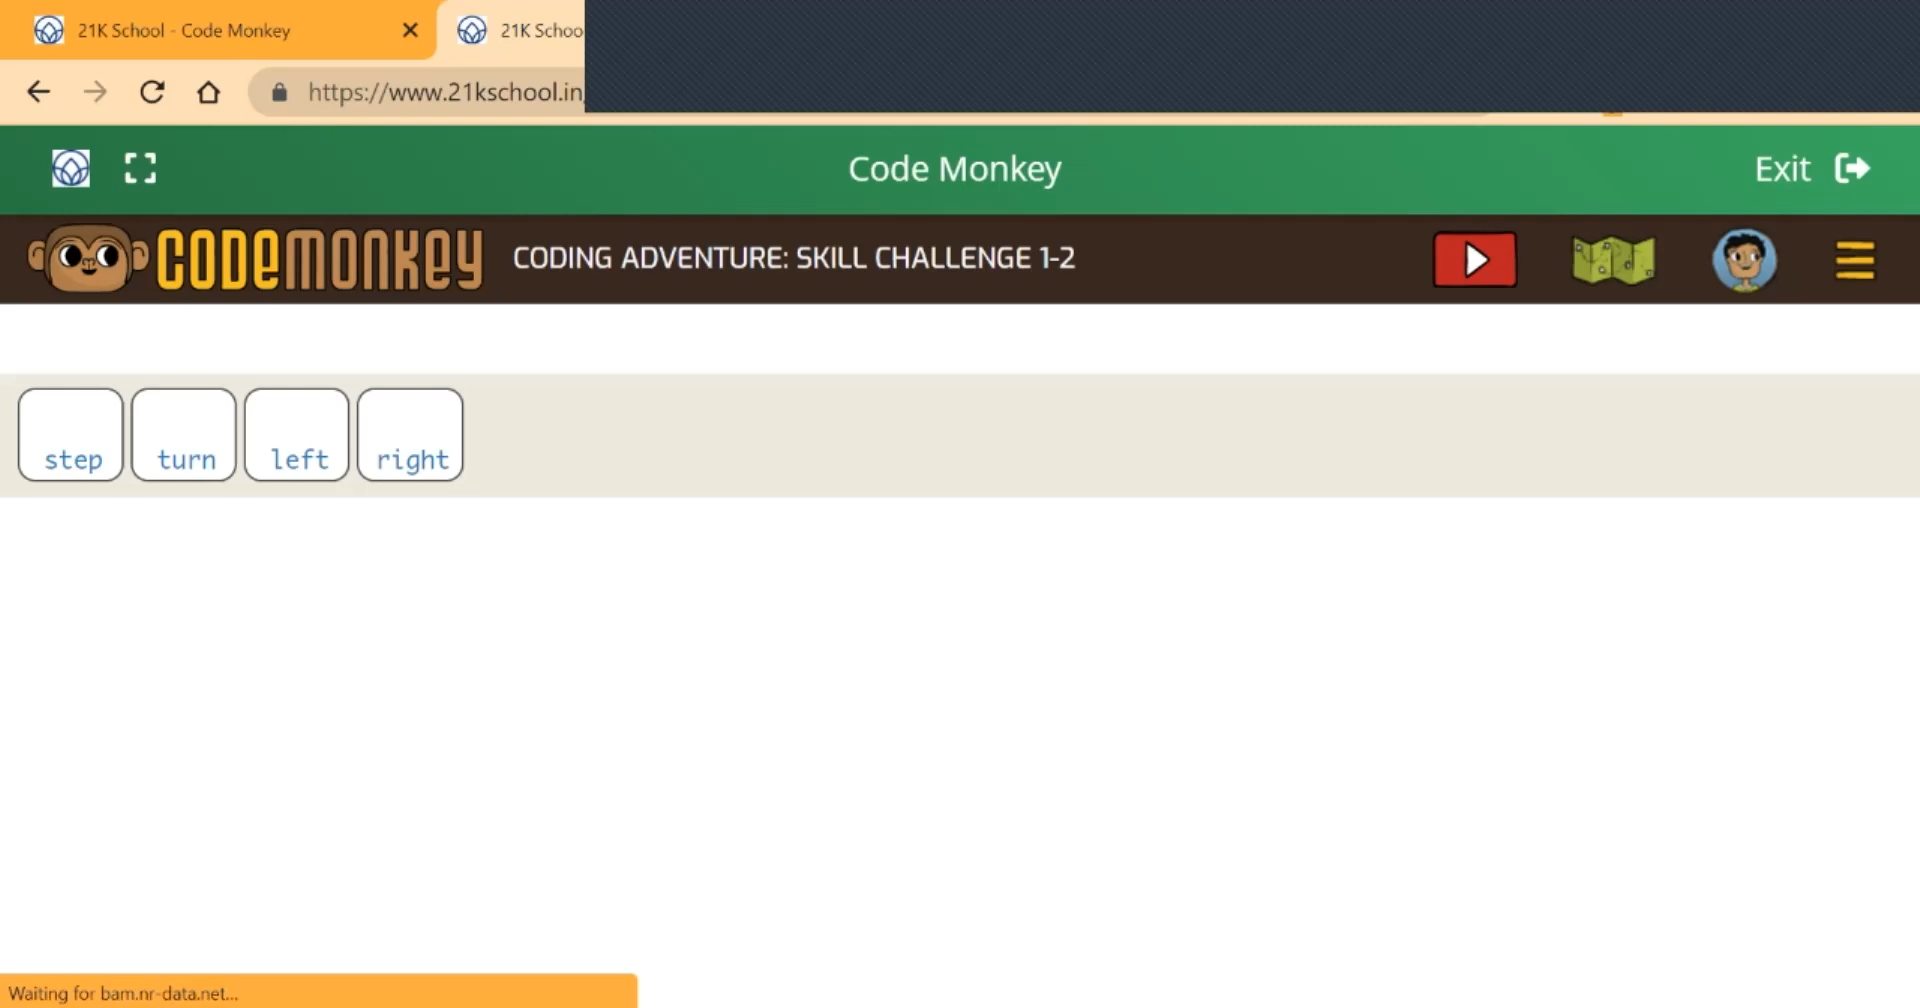 21K School - Code Monkey
21K Schoo
https://www.21kschool.in
Code Monkey
Exit
CODEMONKEY
CODING ADVENTURE: SKILL CHALLENGE 1-2
step turn left right
Waiting for bam.nr-data.net...